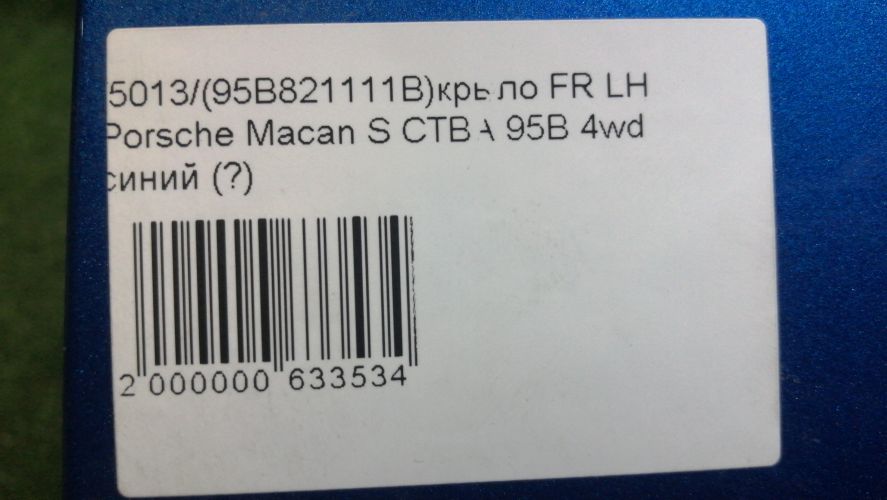 5013/(95B821111B)крыло FR LH
Porsche Macan S CTBA 95B 4wd
синий (?)
2 000000 633534